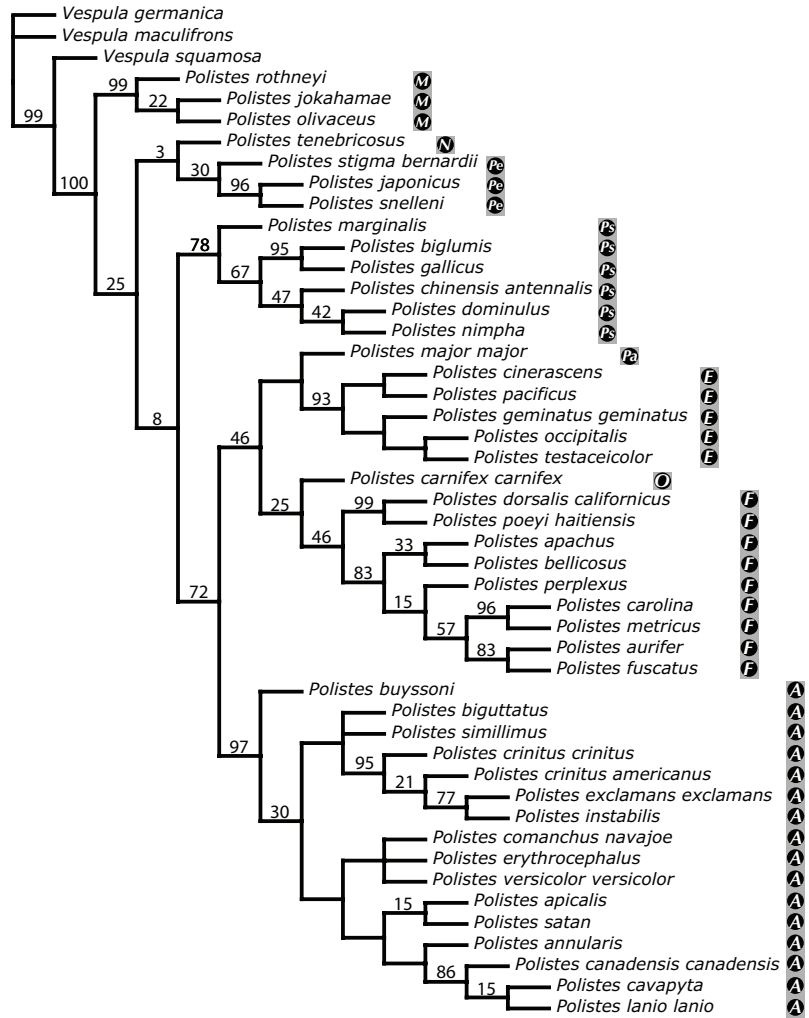 Vespula germanica
Vespula maculifrons
Vespula squamosa
99 Polistes rothneyi M
22 Polistes jokahamae M
Polistes olivaceus M
99
3 Polistes tenebricosus N
30 Polistes stigma bernardii Pe
96 Polistes japonicus Pe
100 Polistes snelleni Pe
Polistes marginalis Ps
78 95 Polistes biglumis Ps
67 Polistes gallicus Ps
25 47 Polistes chinensis antennalis Ps
42 Polistes dominulus Ps
Polistes nimpha Ps
Polistes major major Pa
Polistes cinerascens E
93 Polistes pacificus E
8 Polistes geminatus geminatus E
46 Polistes occipitalis E
Polistes testaceicolor E
Polistes carnifex carnifex O
25 99 Polistes dorsalis californicus F
46 Polistes poeyi haitiensis F
33 Polistes apachus F
83 Polistes bellicosus F
72 15 Polistes perplexus F
96 Polistes carolina F
57 Polistes metricus F
83 Polistes aurifer F
Polistes fuscatus F
Polistes buyssoni A
Polistes biguttatus A
97 Polistes simillimus A
95 Polistes crinitus crinitus A
21 Polistes crinitus americanus A
77 Polistes exclamans exclamans A
30 Polistes instabilis A
Polistes comanchus navajoe A
Polistes erythrocephalus A
Polistes versicolor versicolor A
15 Polistes apicalis A
Polistes satan A
Polistes annularis A
86 Polistes canadensis canadensis A
15 Polistes cavapyta A
Polistes lanio lanio A